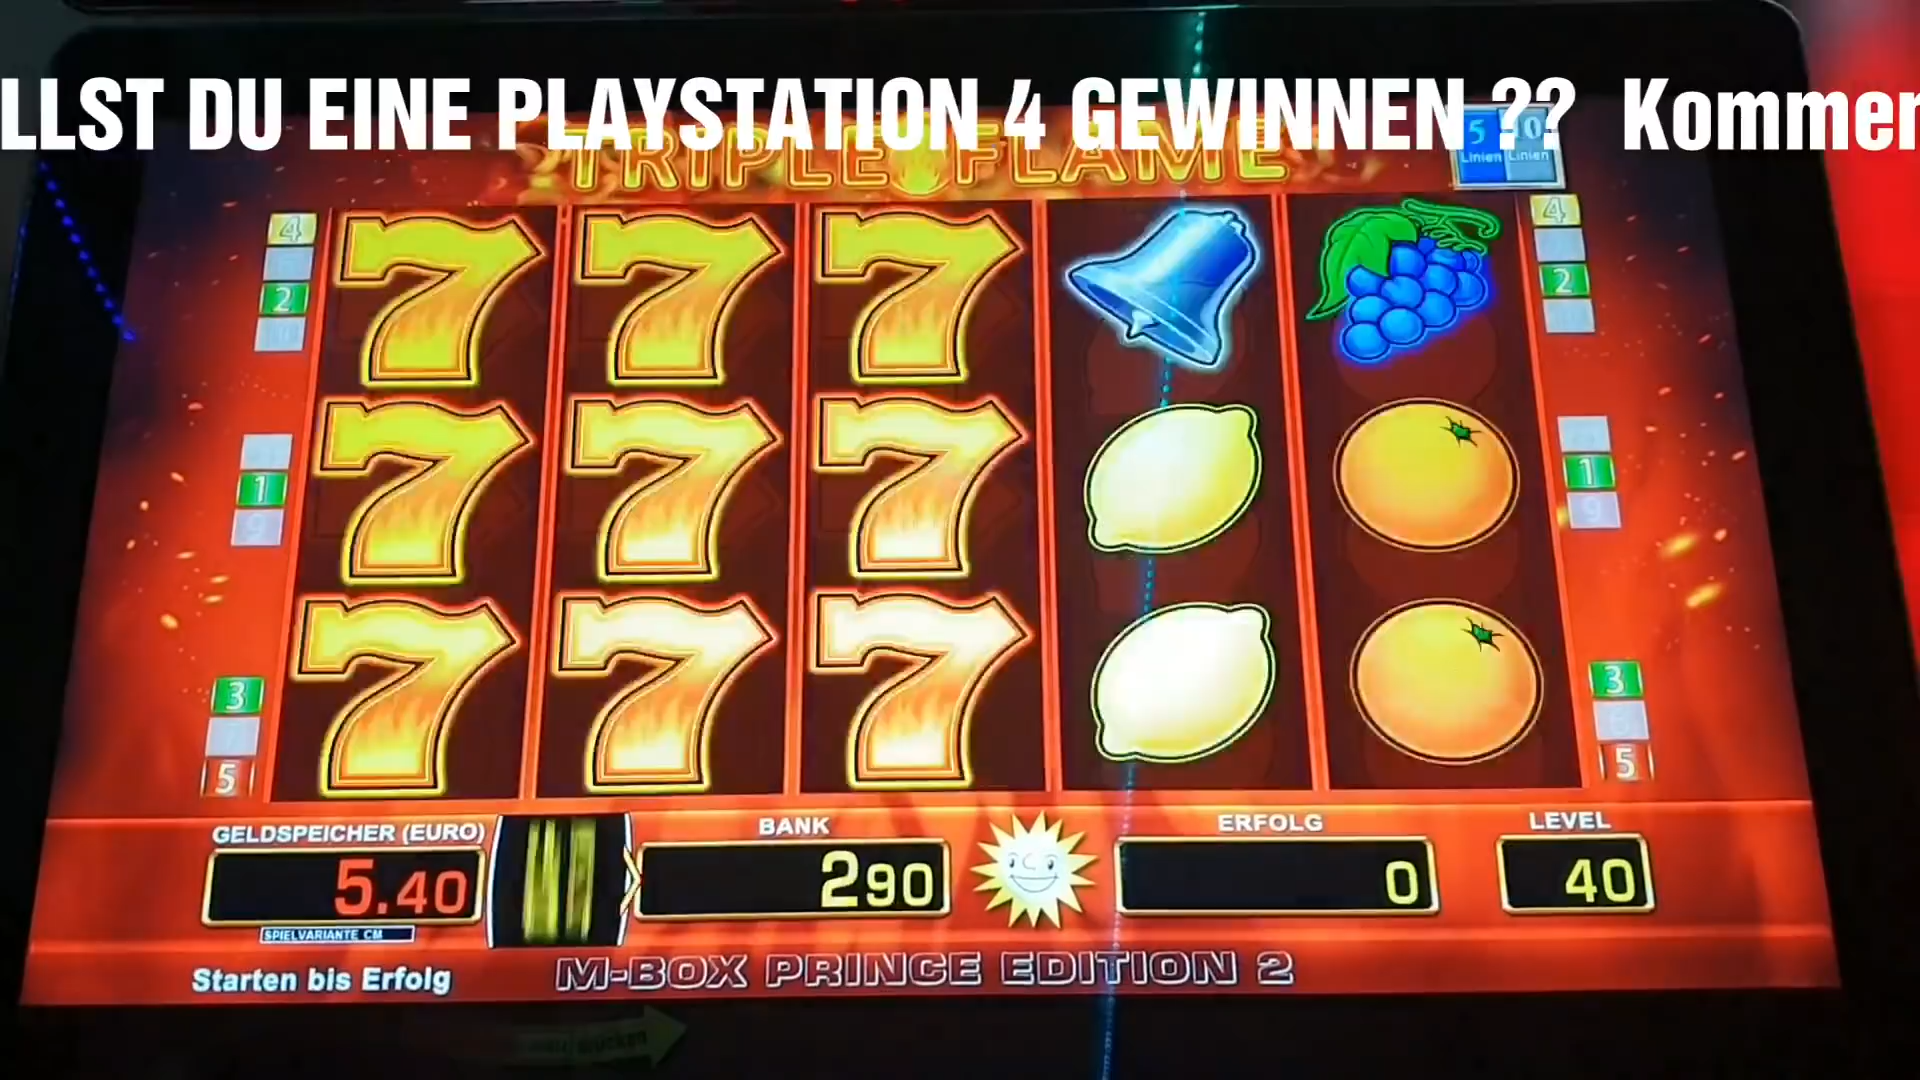 LLST DU EINE PLAYSTATION 4 GEWINNEN ?? Kommen
TRIPLE FLAME
5 10
Linien Linien
4 4
2 2
1 1
9 9
3 3
5 5
GELDSPEICHER (EURO) BANK ERFOLG LEVEL
5.40 290 0 40
SPIELVARIANTE CM
Starten bis Erfolg M-BOX PRINCE EDITION 2